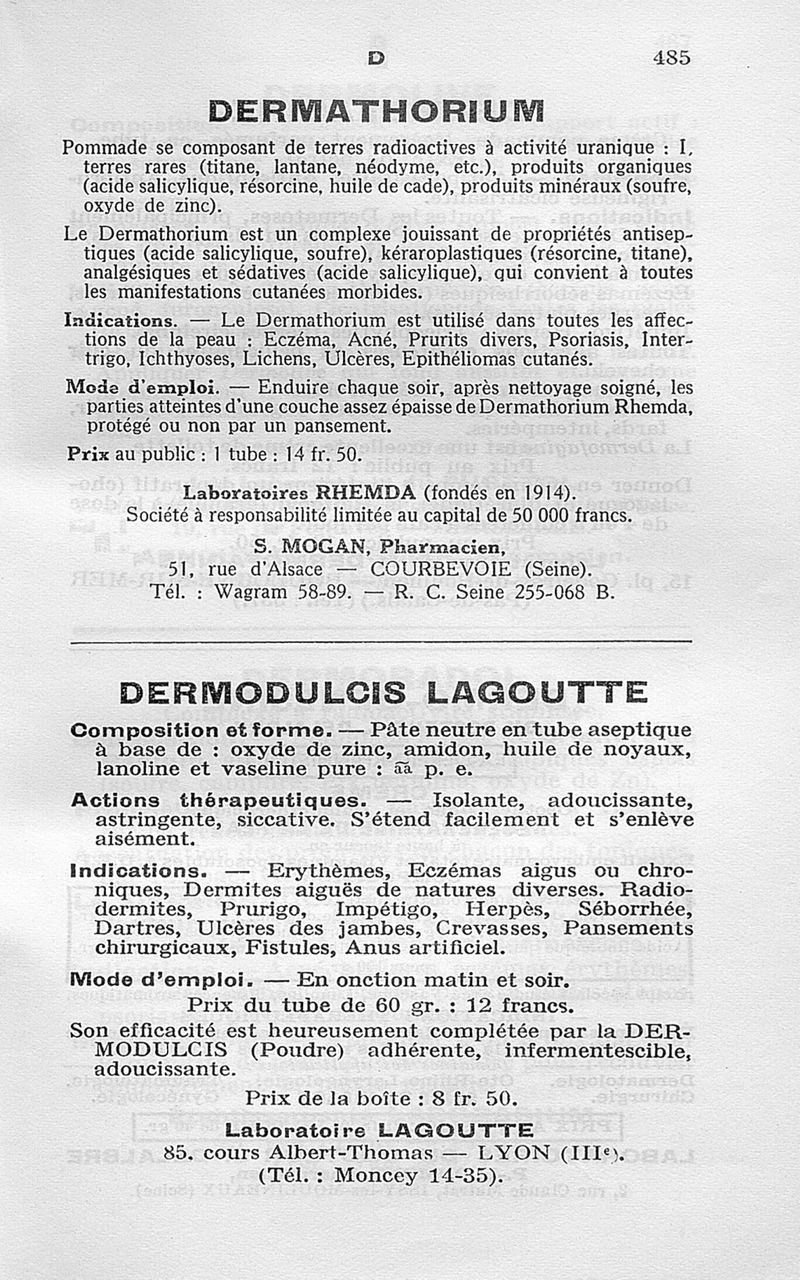 D 485
DERMATHORIUM
Pommade se composant de terres radioactives à activité uranique : I,
terres rares (titane, lantane, néodyme, etc.), produits organiques
(acide salicylique, résorcine, huile de cade), produits minéraux (soufre,
oxyde de zinc).
Le Dermathorium est un complexe jouissant de propriétés antisep-
tiques (acide salicylique, soufre), kéraroplastiques (résorcine, titane),
analgésiques et sédatives (acide salicylique), qui convient à toutes
les manifestations cutanées morbides.
Indications. — Le Dermathorium est utilisé dans toutes les affec-
tions de la peau : Eczéma, Acné, Prurits divers, Psoriasis, Inter-
trigo, Ichthyoses, Lichens, Ulcères, Epithéliomas cutanés.
Mode d'emploi. — Enduire chaque soir, après nettoyage soigné, les
parties atteintes d'une couche assez épaisse de Dermathorium Rhemda,
protégé ou non par un pansement.
Prix au public : 1 tube : 14 fr. 50.
Laboratoires RHEMDA (fondés en 1914).
Société à responsabilité limitée au capital de 50 000 francs.
S. MOGAN, Pharmacien,
51, rue d'Alsace — COURBEVOIE (Seine).
Tél. : Wagram 58-89. — R. C. Seine 255-068 B.
DERMODULCIS LAGOUTTE
Composition et forme. — Pâte neutre en tube aseptique
à base de : oxyde de zinc, amidon, huile de noyaux,
lanoline et vaseline pure : āā p. e.
Actions thérapeutiques. — Isolante, adoucissante,
astringente, siccative. S'étend facilement et s'enlève
aisément.
Indications. — Erythèmes, Eczémas aigus ou chro-
niques, Dermites aiguës de natures diverses. Radio-
dermites, Prurigo, Impétigo, Herpès, Séborrhée,
Dartres, Ulcères des jambes, Crevasses, Pansements
chirurgicaux, Fistules, Anus artificiel.
Mode d'emploi. — En onction matin et soir.
Prix du tube de 60 gr. : 12 francs.
Son efficacité est heureusement complétée par la DER-
MODULCIS (Poudre) adhérente, infermentescible,
adoucissante.
Prix de la boîte : 8 fr. 50.
Laboratoire LAGOUTTE
85. cours Albert-Thomas — LYON (IIIe).
(Tél. : Moncey 14-35).